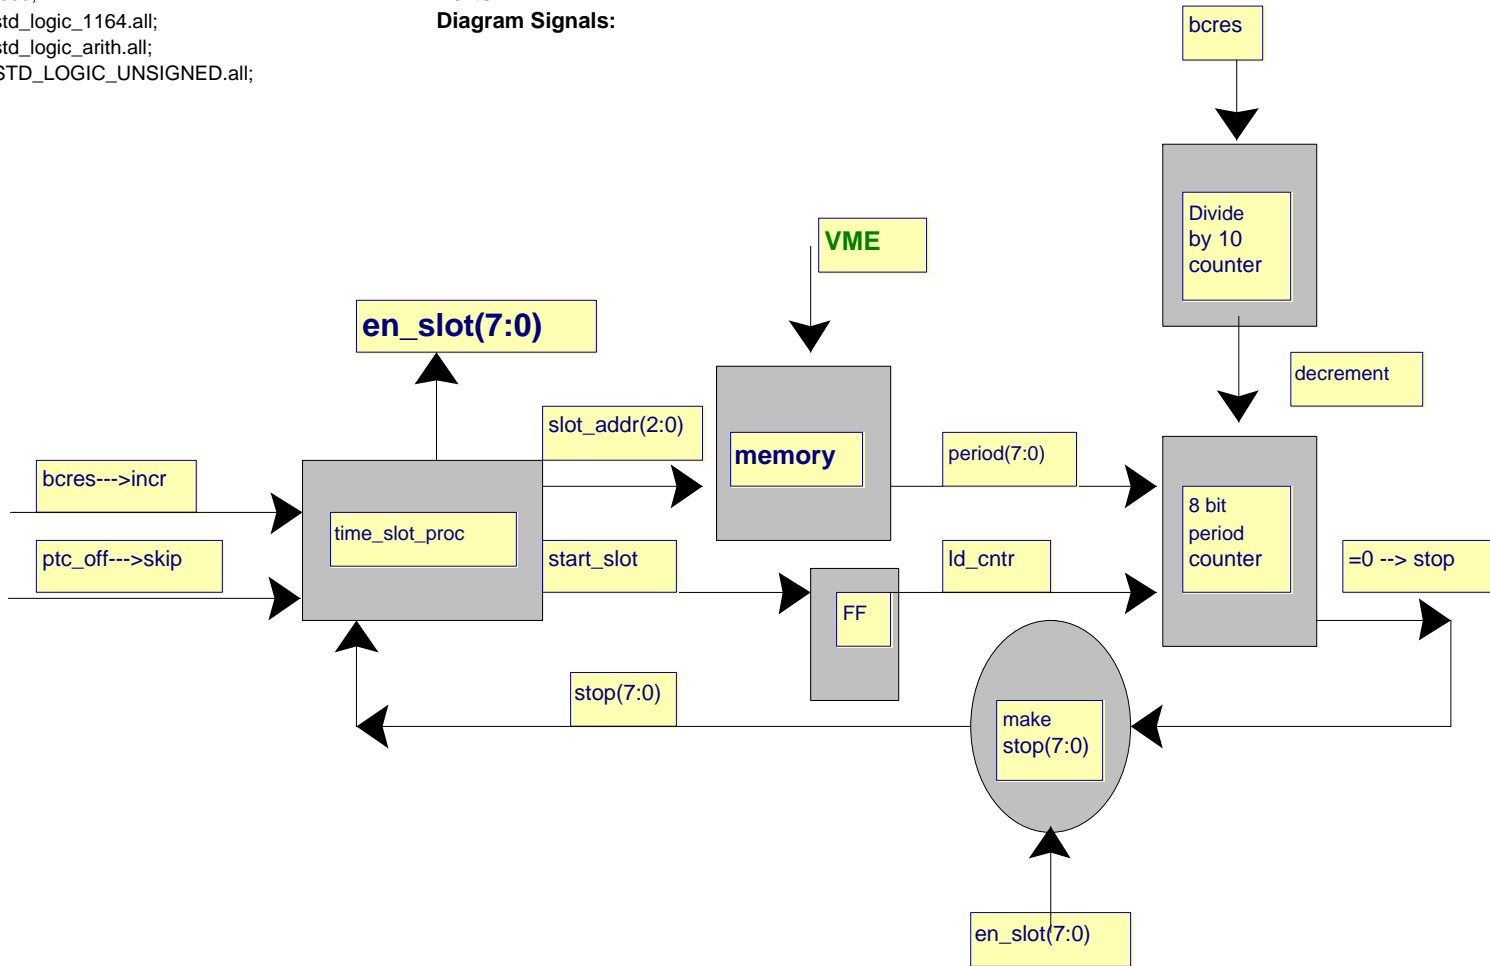 std_logic_1164.all;
std_logic_arith.all;
STD_LOGIC_UNSIGNED.all;
Diagram Signals:
bcres
Divide
by 10
counter
VME
en_slot(7:0)
decrement
slot_addr(2:0)
memory
period(7:0)
bcres--->incr
time_slot_proc
8 bit
period
counter
ptc_off--->skip
start_slot
ld_cntr
=0 --> stop
FF
stop(7:0)
make
stop(7:0)
en_slot(7:0)